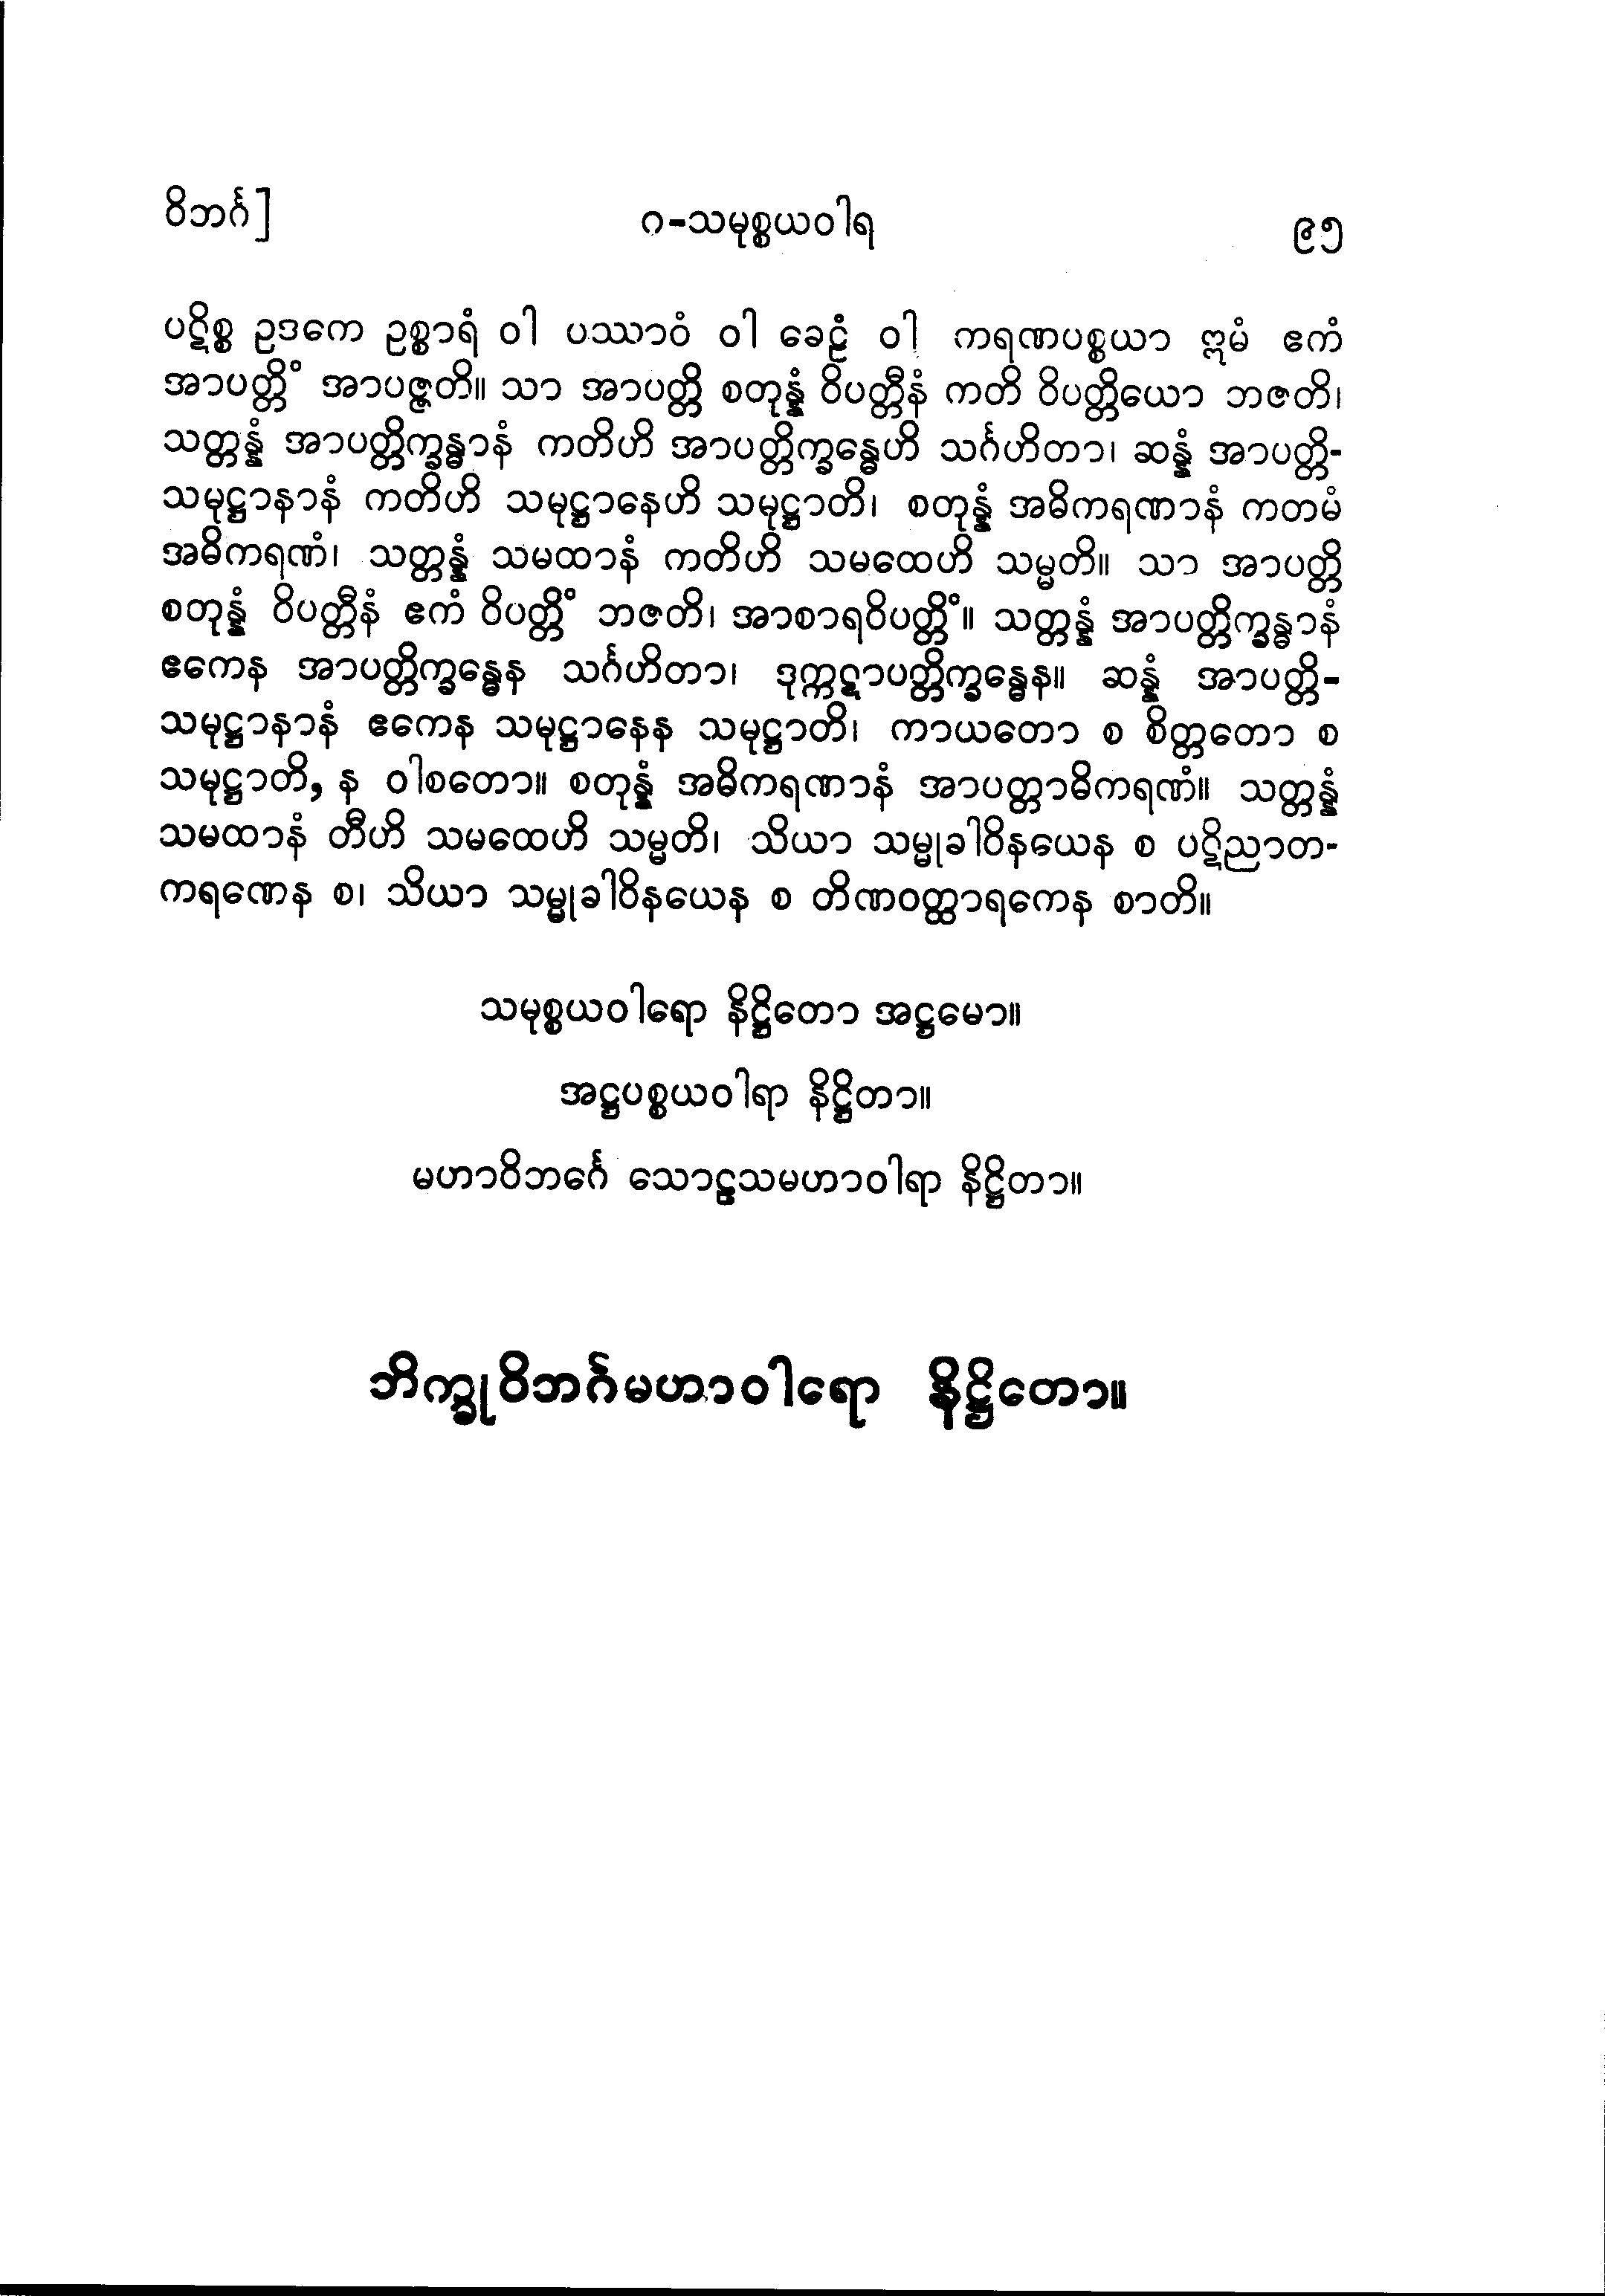 ဝိဘင်္ဂ]
ဂ-သမုစ္စယဝါရ
၉၅
ပဋိစ္စ ဥဒကေ ဥစ္စာရံ ဝါ ပဿာဝံ ဝါ ခေဠံ ဝါ ကရဏပစ္စယာ ဣမံ ဧကံ
အာပတ္တိံ အာပဇ္ဇတိ။ သာ အာပတ္တိ စတုန္နံ ဝိပတ္တီနံ ကတိ ဝိပတ္တိယော ဘဇတိ၊
သတ္တန္နံ အာပတ္တိက္ခန္ဓာနံ ကတိဟိ အာပတ္တိက္ခန္ဓေဟိ သင်္ဂဟိတာ၊ ဆန္နံ အာပတ္တိ-
သမုဋ္ဌာနာနံ ကတိဟိ သမုဋ္ဌာနေဟိ သမုဋ္ဌာတိ၊ စတုန္နံ အဓိကရဏာနံ ကတမံ
အဓိကရဏံ၊ သတ္တန္နံ သမထာနံ ကတိဟိ သမထေဟိ သမ္မတိ။ သာ အာပတ္တိ
စတုန္နံ ဝိပတ္တီနံ ဧကံ ဝိပတ္တိံ ဘဇတိ၊ အာစာရဝိပတ္တိံ။ သတ္တန္နံ အာပတ္တိက္ခန္ဓာနံ
ဧကေန အာပတ္တိက္ခန္ဓေန သင်္ဂဟိတာ၊ ဒုက္ကဋာပတ္တိက္ခန္ဓေန။ ဆန္နံ အာပတ္တိ-
သမုဋ္ဌာနာနံ ဧကေန သမုဋ္ဌာနေန သမုဋ္ဌာတိ၊ ကာယတော စ စိတ္တတော စ
သမုဋ္ဌာတိ, န ဝါစတော။ စတုန္နံ အဓိကရဏာနံ အာပတ္တာဓိကရဏံ။ သတ္တန္နံ
သမထာနံ တီဟိ သမထေဟိ သမ္မတိ၊ သိယာ သမ္မုခါဝိနယေန စ ပဋိညာတ-
ကရဏေန စ၊ သိယာ သမ္မုခါဝိနယေန စ တိဏဝတ္ထာရကေန စာတိ။
သမုစ္စယဝါရော နိဋ္ဌိတော အဋ္ဌမော။
အဋ္ဌပစ္စယဝါရာ နိဋ္ဌိတာ။
မဟာဝိဘင်္ဂေ သောဠသမဟာဝါရာ နိဋ္ဌိတာ။
ဘိက္ခုဝိဘင်္ဂမဟာဝါရော နိဋ္ဌိတော။